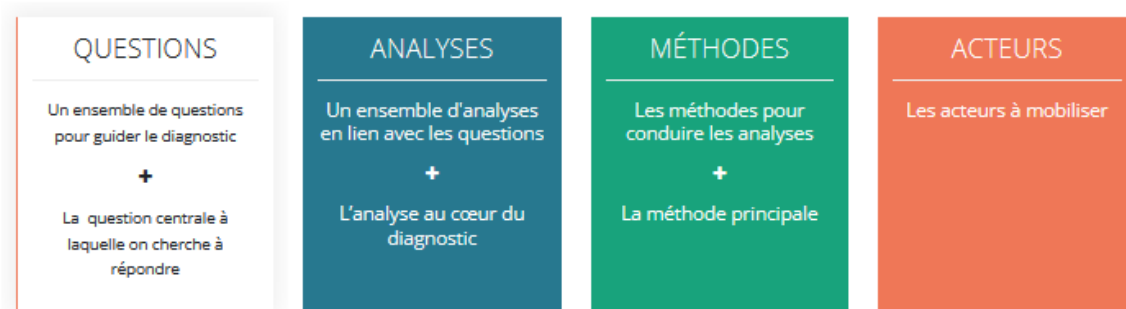 QUESTIONS
Un ensemble de questions
pour guider le diagnostic
+
La question centrale à
laquelle on cherche à
répondre
ANALYSES
Un ensemble d'analyses
en lien avec les questions
+
L'analyse au cœur du
diagnostic
MÉTHODES
Les méthodes pour
conduire les analyses
+
La méthode principale
ACTEURS
Les acteurs à mobiliser